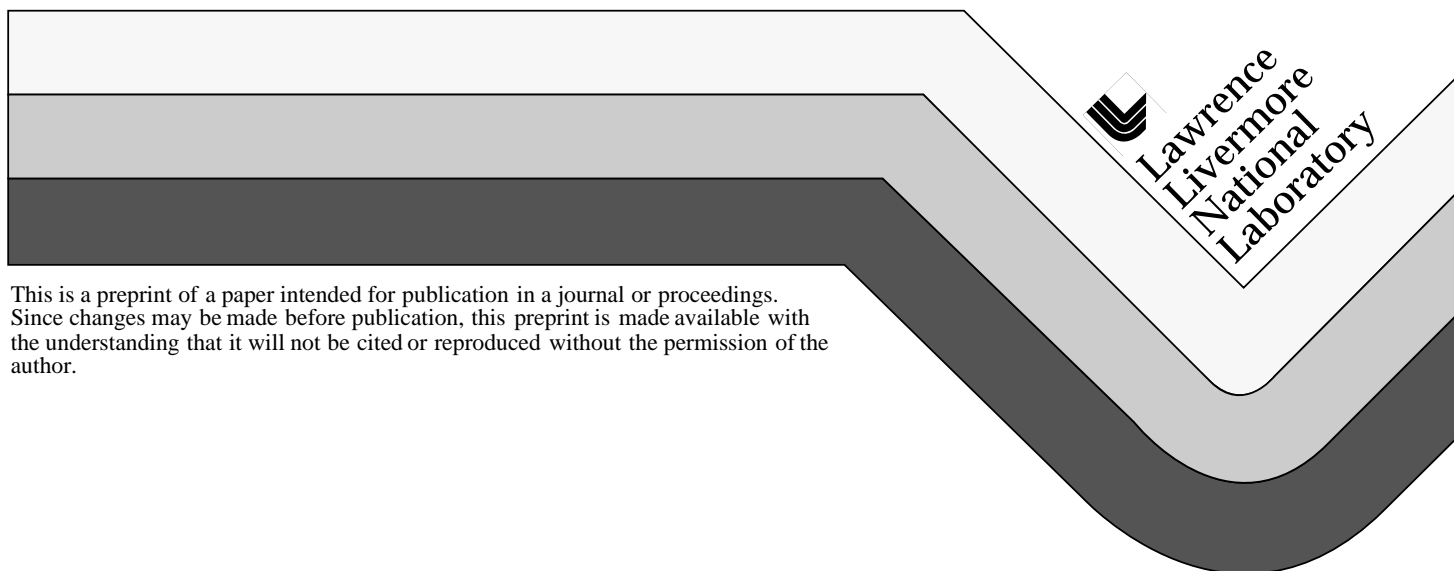 Lawrence
Livermore
National
Laboratory
This is a preprint of a paper intended for publication in a journal or proceedings.
Since changes may be made before publication, this preprint is made available with
the understanding that it will not be cited or reproduced without the permission of the
author.